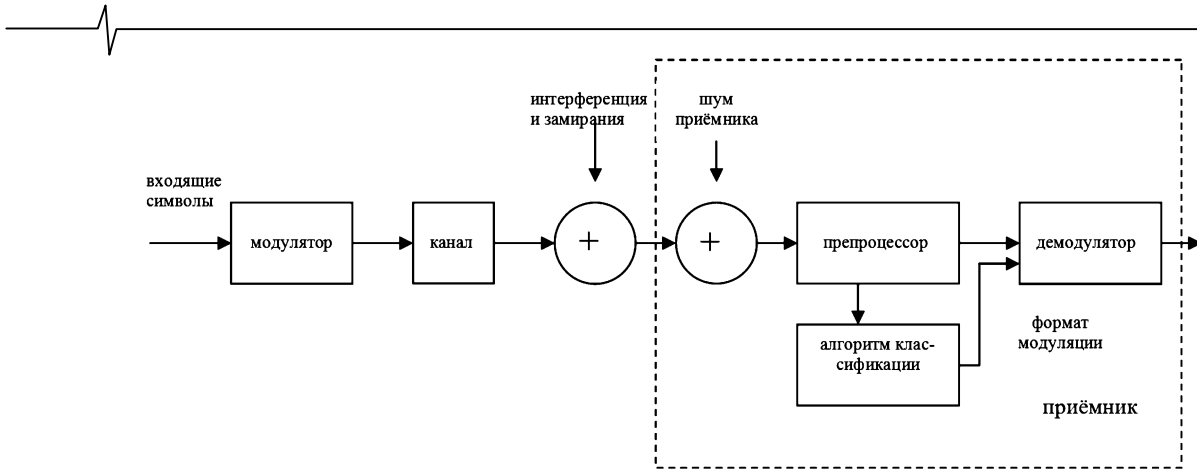 интерференция
и замирания
шум
приёмника
входящие
символы
модулятор
канал
+
+
препроцессор
демодулятор
алгоритм клас-
сификации
формат
модуляции
приёмник